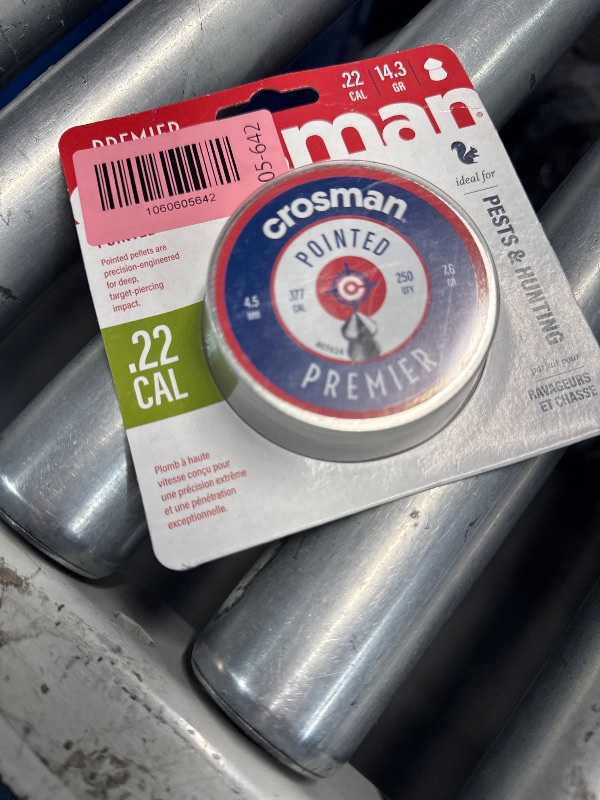 PREMIER
.22 | 14.3
CAL GR
man®
1060605642
05-642
Pointed pellets are
precision-engineered
for deep,
target-piercing
impact.
.22
CAL
Plomb à haute
vitesse conçu pour
une précision extrême
et une pénétration
exceptionnelle.
crosman
POINTED
4.5
MM
.177
CAL
250
QTY
7.6
GR
PREMIER
ideal for
PESTS & HUNTING
parfait pour
RAVAGEURS
ET CHASSE